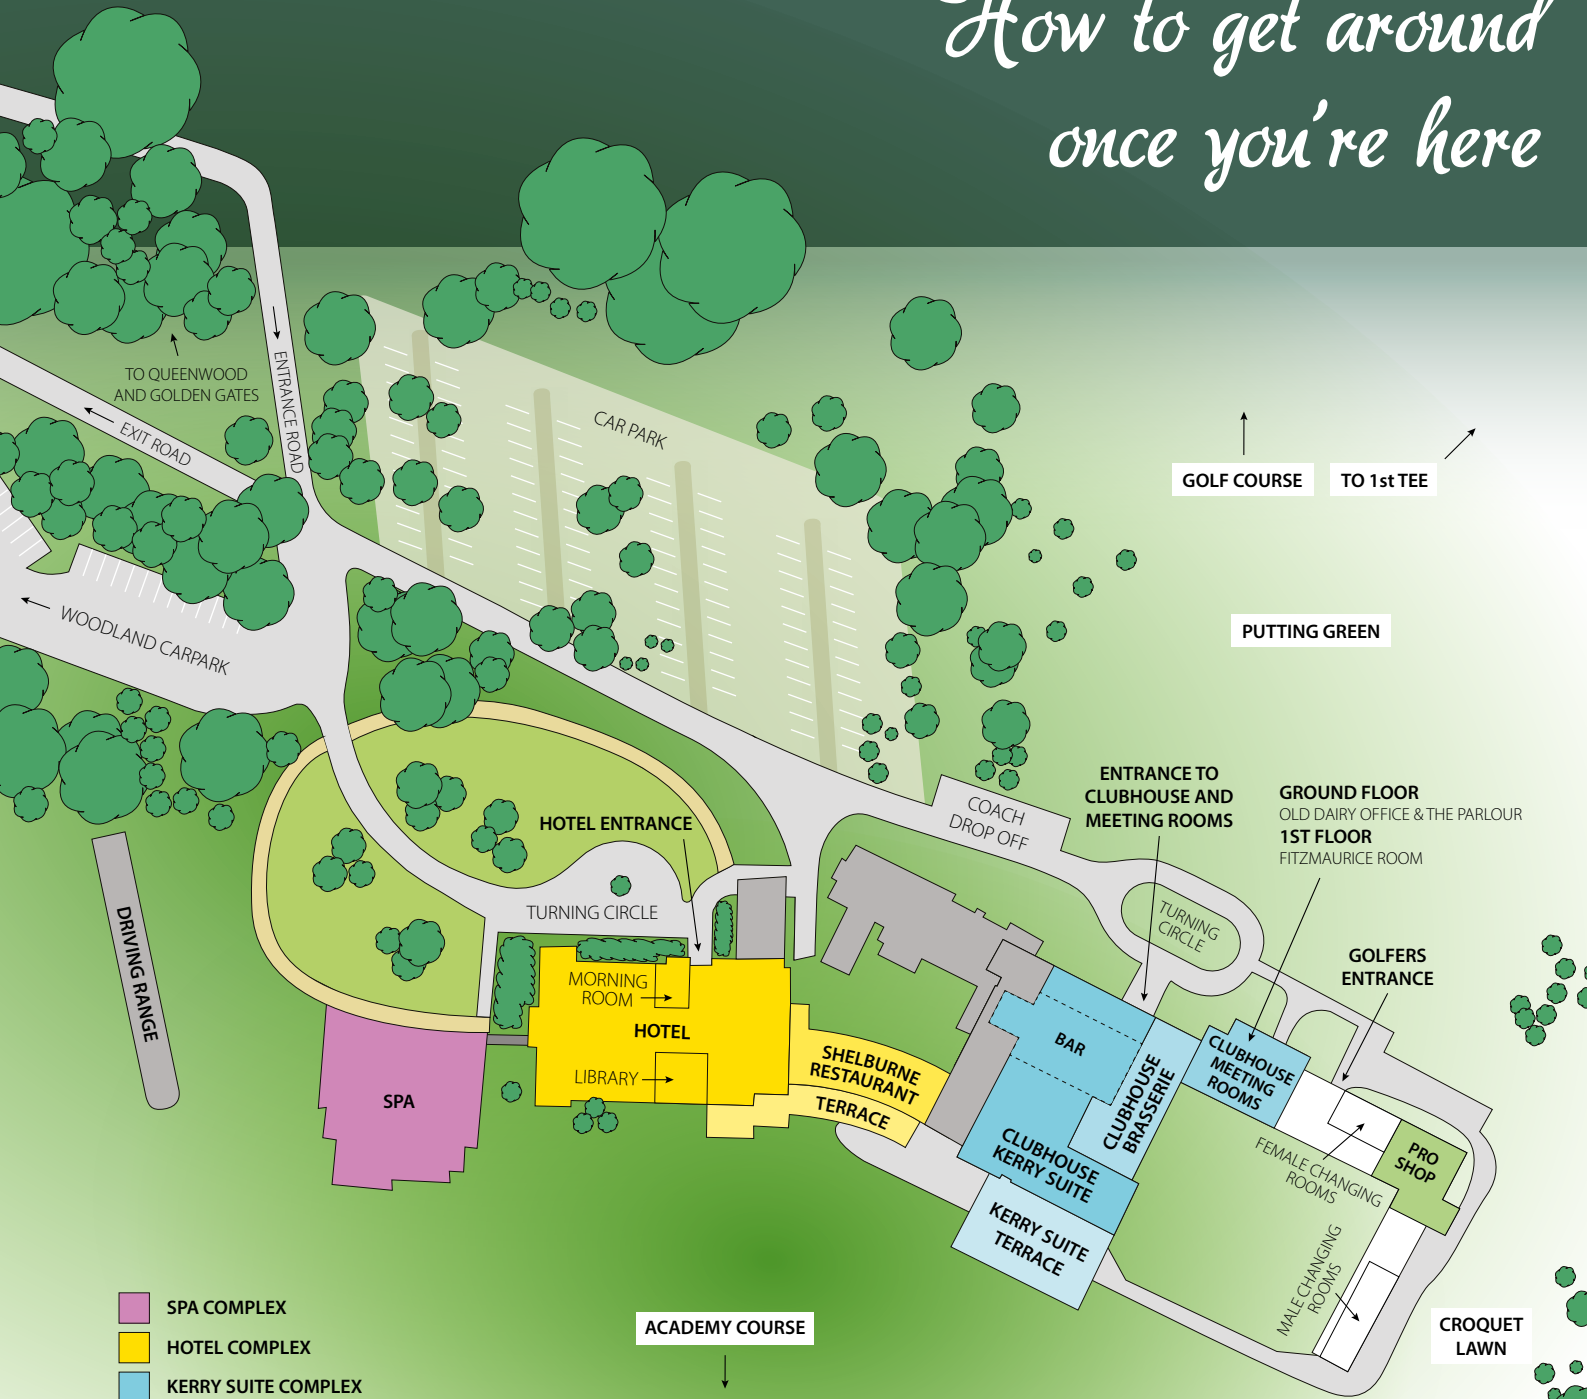 How to get around
once you're here
TO QUEENWOOD
AND GOLDEN GATES
ENTRANCE ROAD
EXIT ROAD
CAR PARK
GOLF COURSE
TO 1st TEE
WOODLAND CARPARK
PUTTING GREEN
ENTRANCE TO
CLUBHOUSE AND
MEETING ROOMS
GROUND FLOOR
OLD DAIRY OFFICE & THE PARLOUR
1ST FLOOR
FITZMAURICE ROOM
COACH
DROP OFF
HOTEL ENTRANCE
TURNING CIRCLE
TURNING
CIRCLE
GOLFERS
ENTRANCE
DRIVING RANGE
MORNING
ROOM
HOTEL
LIBRARY
SPA
SHELBURNE
RESTAURANT
TERRACE
BAR
CLUBHOUSE
BRASSERIE
CLUBHOUSE
MEETING
ROOMS
CLUBHOUSE
KERRY SUITE
KERRY SUITE
TERRACE
FEMALE CHANGING
ROOMS
PRO
SHOP
MALE CHANGING
ROOMS
SPA COMPLEX
HOTEL COMPLEX
KERRY SUITE COMPLEX
ACADEMY COURSE
CROQUET
LAWN